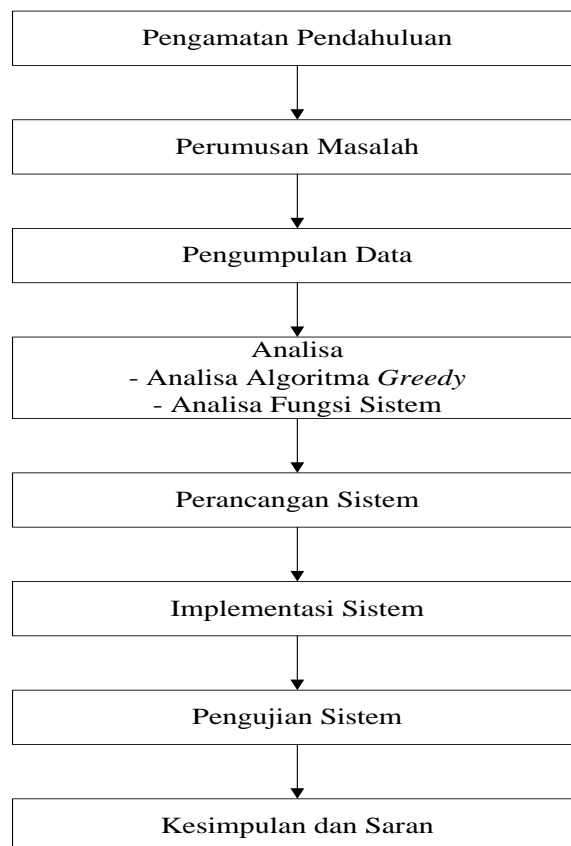 Pengamatan Pendahuluan
Perumusan Masalah
Pengumpulan Data
Analisa
- Analisa Algoritma Greedy
- Analisa Fungsi Sistem
Perancangan Sistem
Implementasi Sistem
Pengujian Sistem
Kesimpulan dan Saran